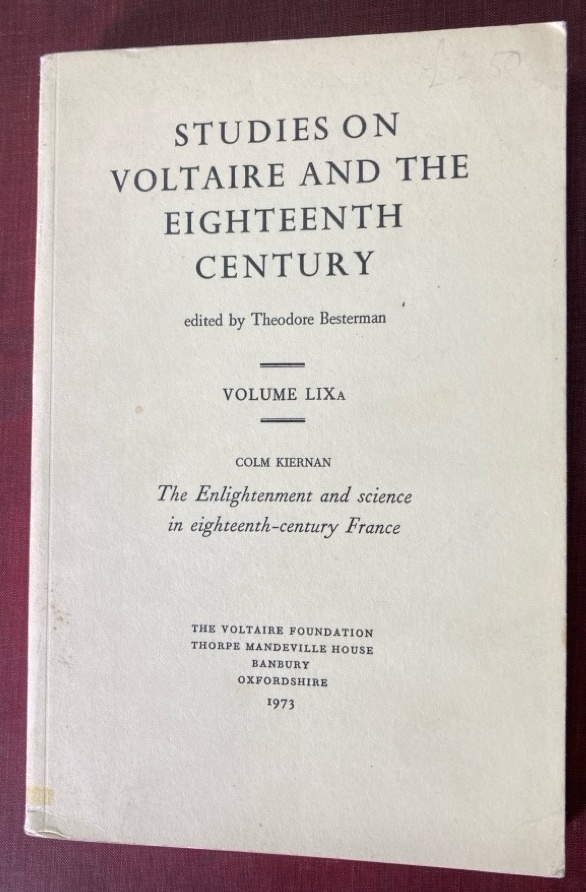 STUDIES ON
VOLTAIRE AND THE
EIGHTEENTH
CENTURY
edited by Theodore Besterman
VOLUME LIXA
COLM KIERNAN
The Enlightenment and science
in eighteenth-century France
THE VOLTAIRE FOUNDATION
THORPE MANDEVILLE HOUSE
BANBURY
OXFORDSHIRE
1973